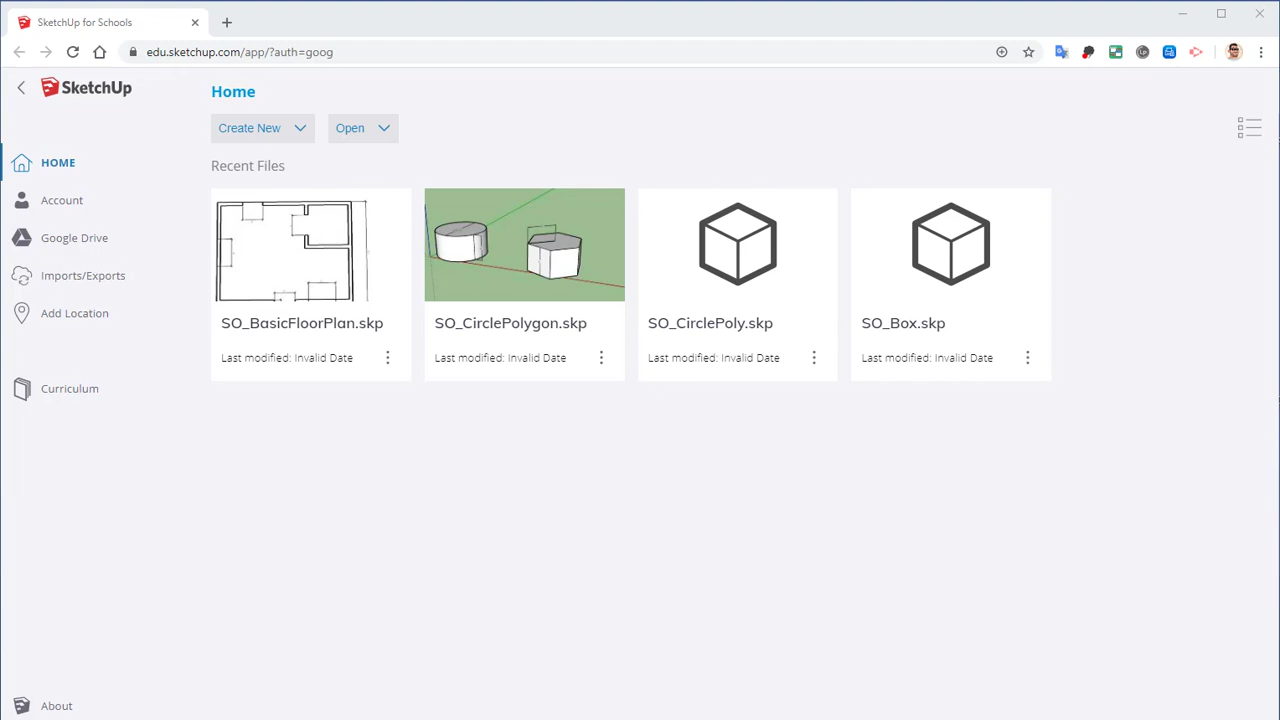 SketchUp for Schools
edu.sketchup.com/app/?auth=goog
SketchUp
Home
Create New
Open
HOME
Recent Files
Account
Google Drive
Imports/Exports
Add Location
Curriculum
SO_BasicFloorPlan.skp
SO_CirclePolygon.skp
SO_CirclePoly.skp
SO_Box.skp
Last modified: Invalid Date
Last modified: Invalid Date
Last modified: Invalid Date
Last modified: Invalid Date
About